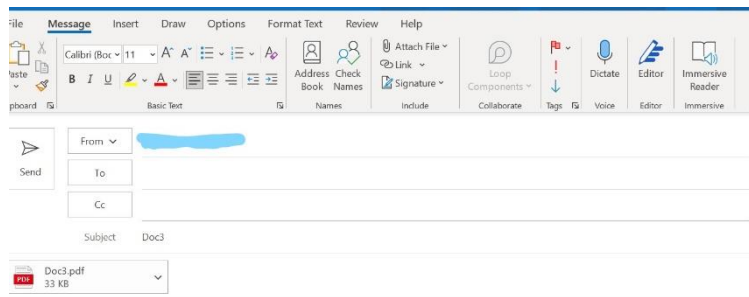 File Message Insert Draw Options Format Text Review Help
Calibri (Boc 11 A A A
Attach File
Link
Signature
Paste
B I U A
Address Book
Check Names
Loop Components
Dictate
Editor
Immersive Reader
pboard Basic Text Names Include Collaborate Tags Voice Editor Immersive
From
Send
To
Cc
Subject Doc3
PDF
Doc3.pdf
33 KB